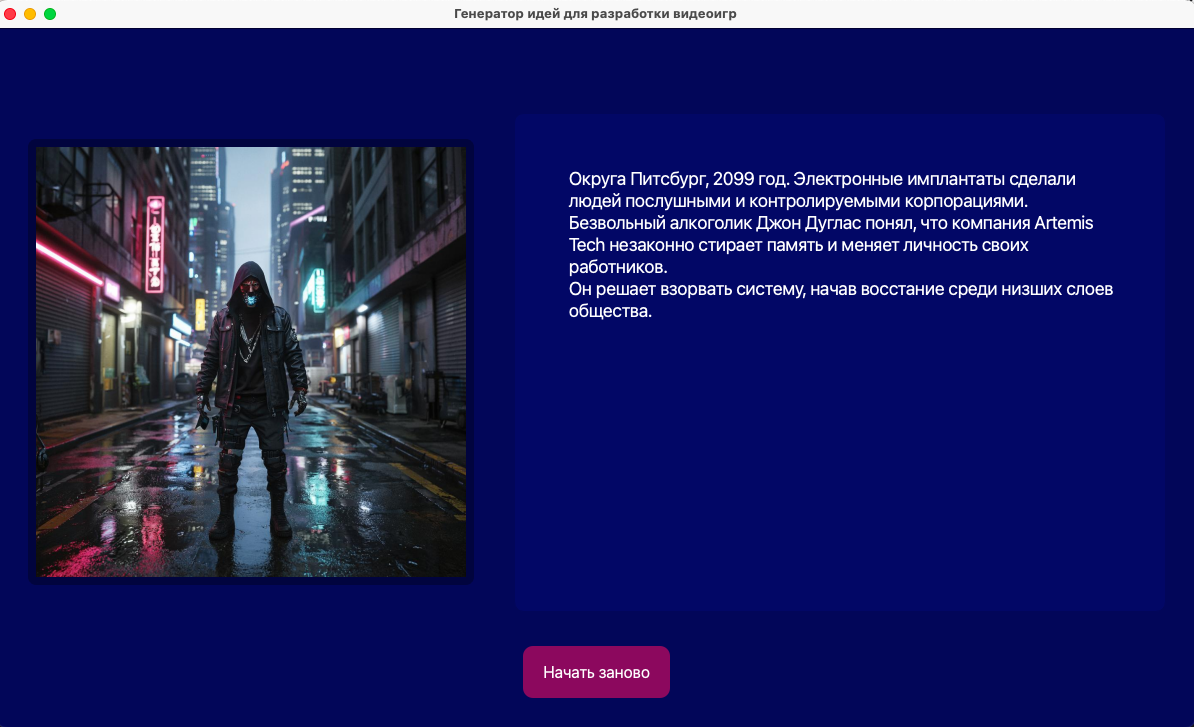 Генератор идей для разработки видеоигр
Округа Питсбург, 2099 год. Электронные имплантаты сделали
людей послушными и контролируемыми корпорациями.
Безвольный алкоголик Джон Дуглас понял, что компания Artemis
Tech незаконно стирает память и меняет личность своих
работников.
Он решает взорвать систему, начав восстание среди низших слоев
общества.
Начать заново